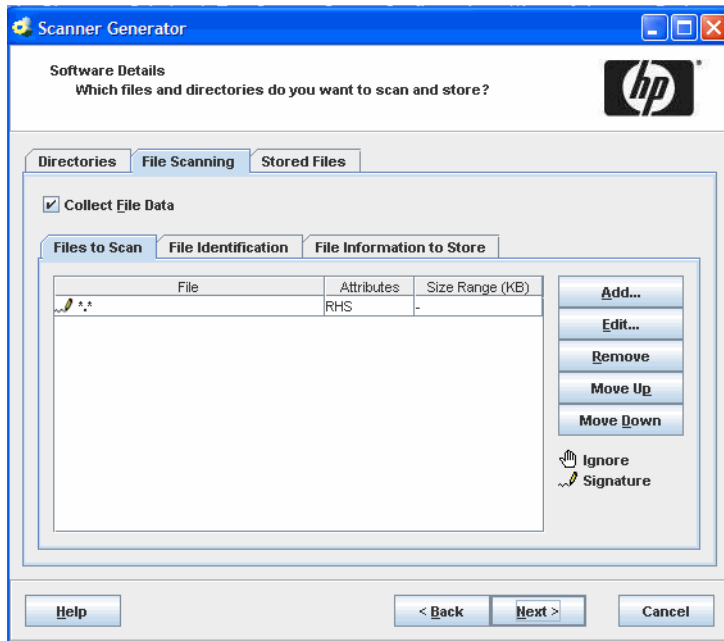 Scanner Generator
Software Details
Which files and directories do you want to scan and store?
hp
Directories File Scanning Stored Files
Collect File Data
Files to Scan File Identification File Information to Store
File Attributes Size Range (KB)
*.* RHS -
Add...
Edit...
Remove
Move Up
Move Down
Ignore
Signature
Help < Back Next > Cancel